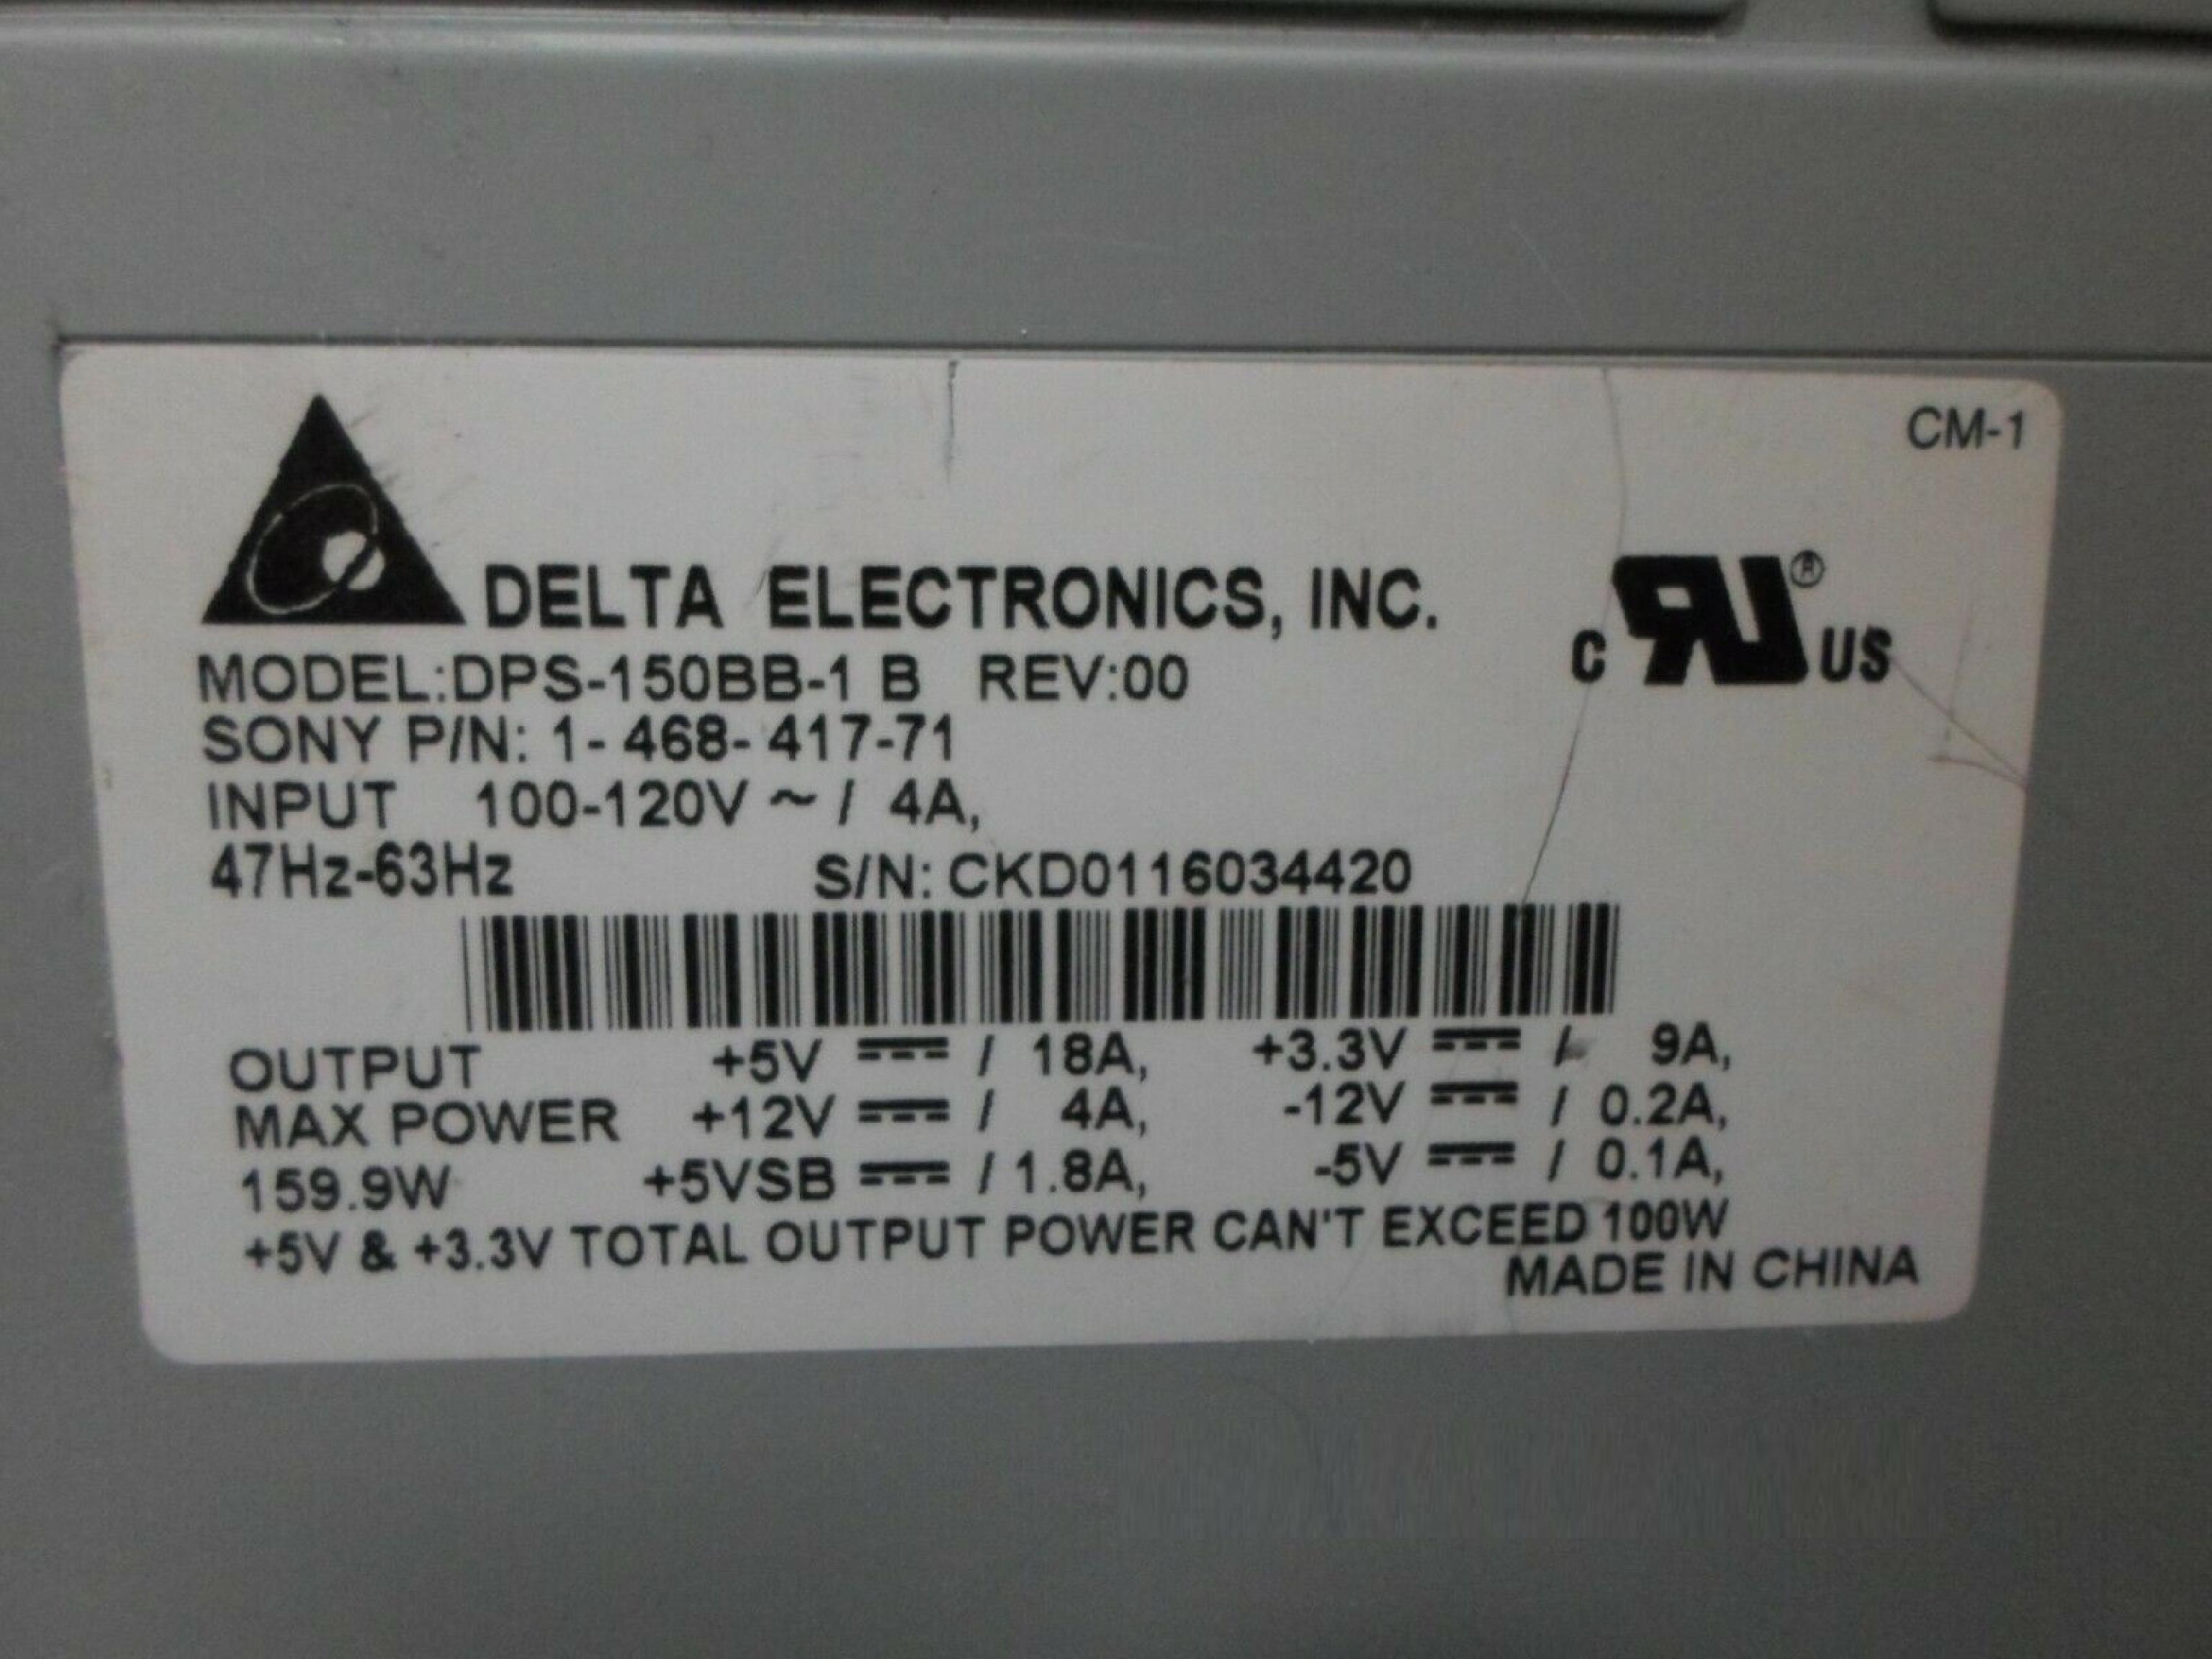 CM-1
DELTA ELECTRONICS, INC.
C RU® US
MODEL:DPS-150BB-1 B REV:00
SONY P/N: 1-468-417-71
INPUT 100-120V ~ / 4A,
47Hz-63Hz S/N: CKD0116034420
OUTPUT +5V ⎓ / 18A, +3.3V ⎓ / 9A,
MAX POWER +12V ⎓ / 4A, -12V ⎓ / 0.2A,
159.9W +5VSB ⎓ / 1.8A, -5V ⎓ / 0.1A,
+5V & +3.3V TOTAL OUTPUT POWER CAN'T EXCEED 100W
MADE IN CHINA